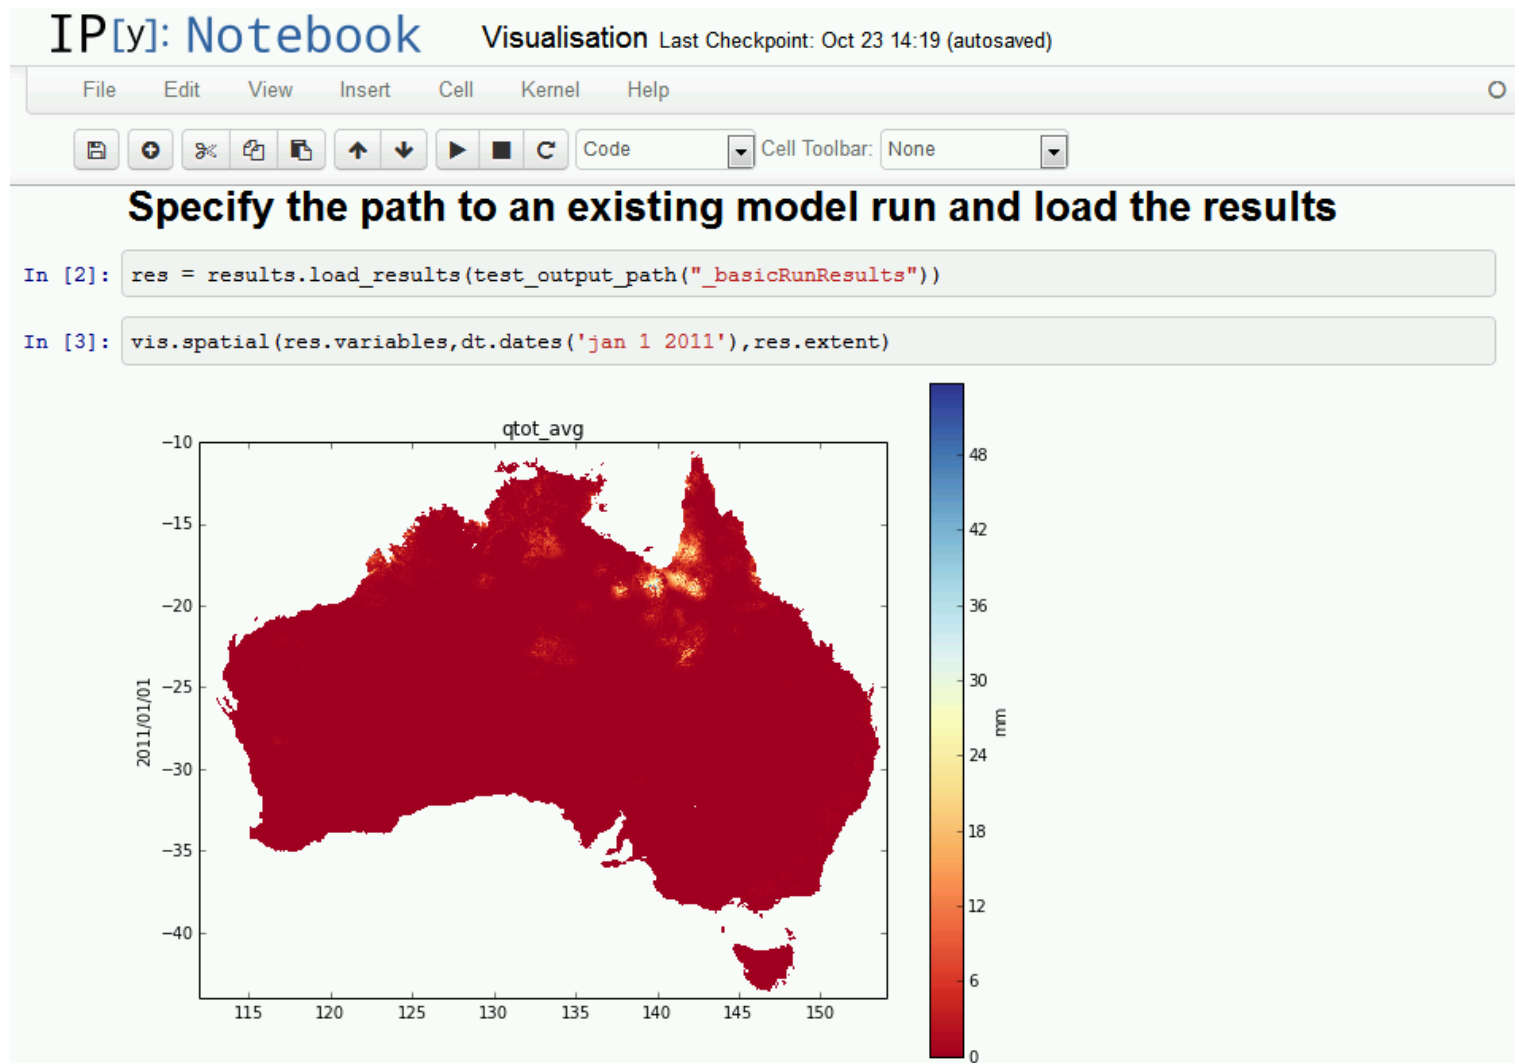 IP[y]: Notebook Visualisation Last Checkpoint: Oct 23 14:19 (autosaved)
File Edit View Insert Cell Kernel Help
Code Cell Toolbar: None
Specify the path to an existing model run and load the results
In [2]: res = results.load_results(test_output_path("_basicRunResults"))
In [3]: vis.spatial(res.variables,dt.dates('jan 1 2011'),res.extent)
qtot_avg
−10
−15
−20
−25
−30
−35
−40
2011/01/01
115 120 125 130 135 140 145 150
48
42
36
30
24
18
12
6
0
mm